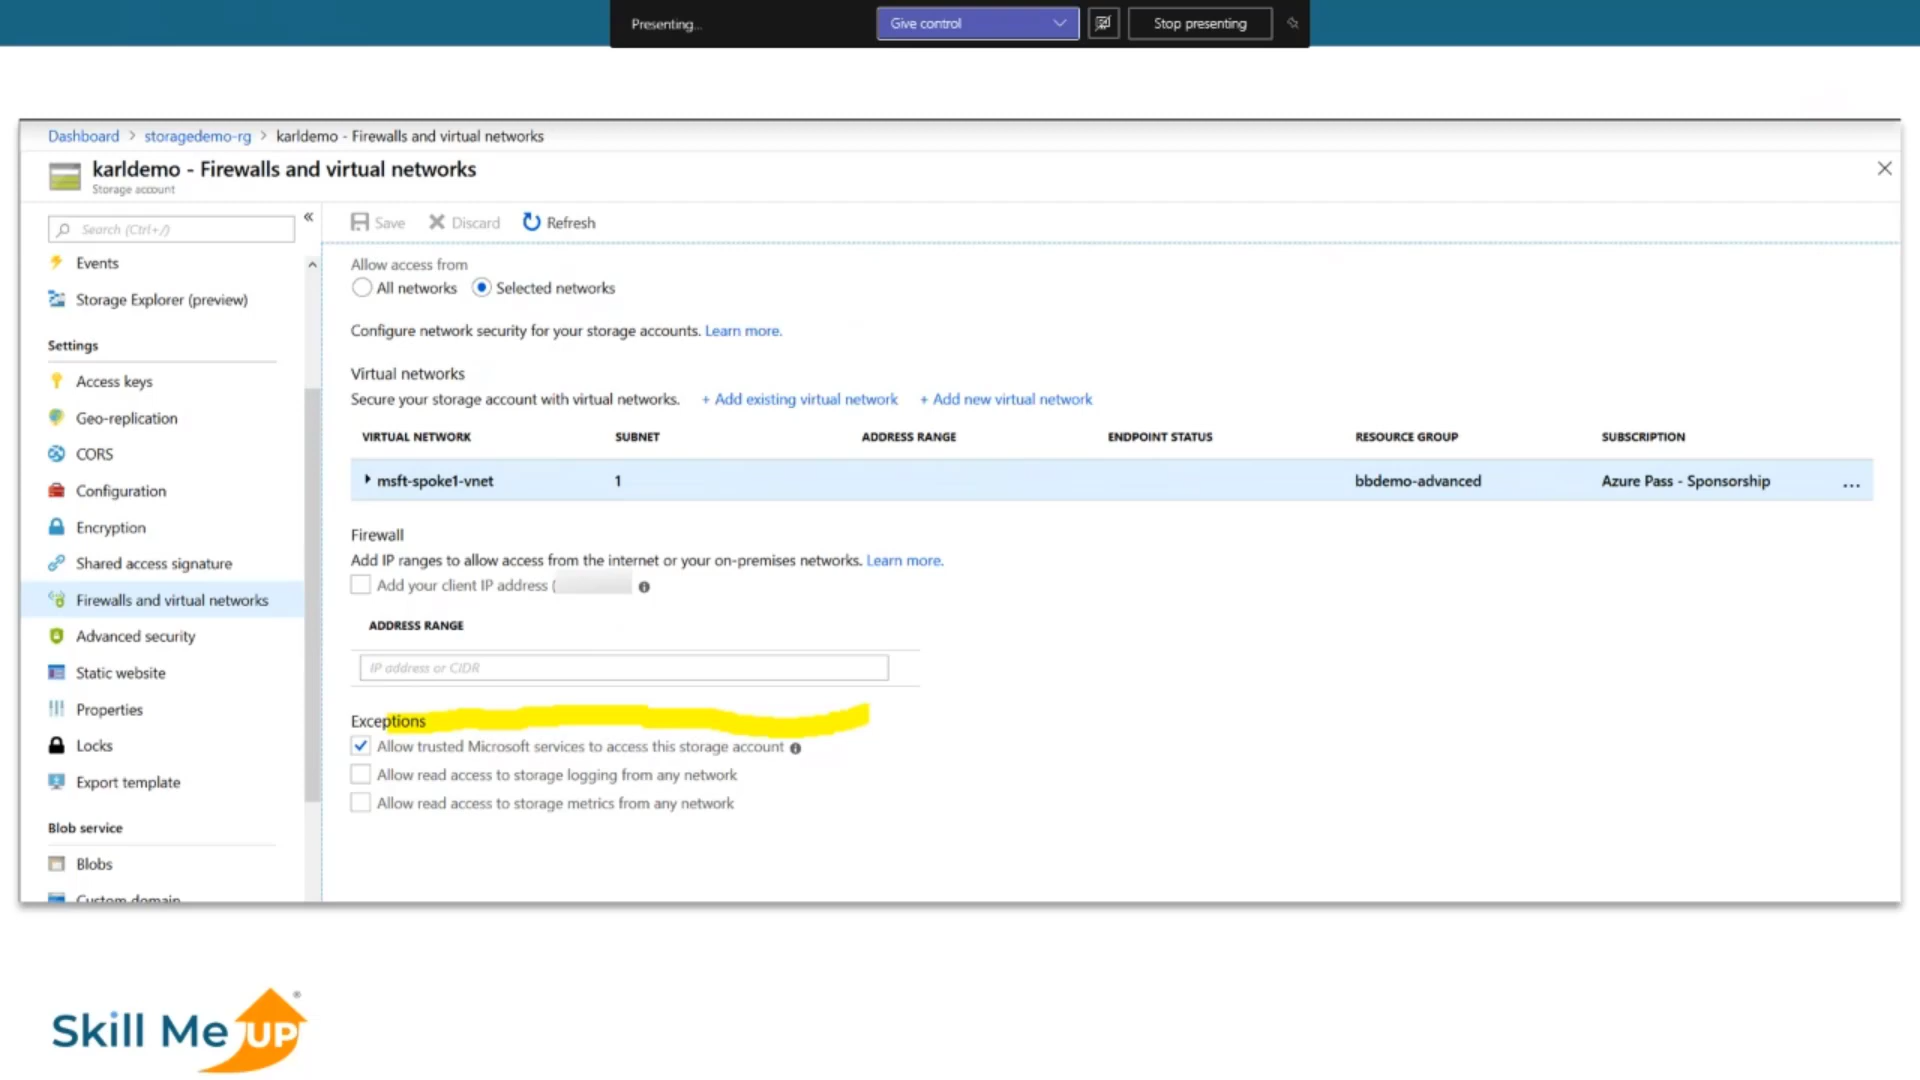 Presenting...
Give control
Stop presenting
Dashboard > storagedemo-rg > karldemo - Firewalls and virtual networks
karldemo - Firewalls and virtual networks
Storage account
Search (Ctrl+/)
«
Events
Storage Explorer (preview)
Settings
Access keys
Geo-replication
CORS
Configuration
Encryption
Shared access signature
Firewalls and virtual networks
Advanced security
Static website
Properties
Locks
Export template
Blob service
Blobs
Custom domain
Save Discard Refresh
Allow access from
All networks Selected networks
Configure network security for your storage accounts. Learn more.
Virtual networks
Secure your storage account with virtual networks. + Add existing virtual network + Add new virtual network
VIRTUAL NETWORK SUBNET ADDRESS RANGE ENDPOINT STATUS RESOURCE GROUP SUBSCRIPTION
msft-spoke1-vnet 1 bbdemo-advanced Azure Pass - Sponsorship ...
Firewall
Add IP ranges to allow access from the internet or your on-premises networks. Learn more.
Add your client IP address (
ADDRESS RANGE
IP address or CIDR
Exceptions
Allow trusted Microsoft services to access this storage account
Allow read access to storage logging from any network
Allow read access to storage metrics from any network
Skill Me UP ®